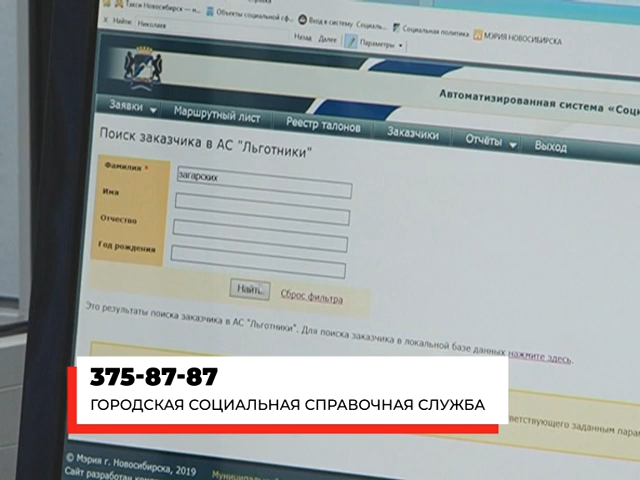 Такси Новосибирск — н...
Объекты социальной сф...
Вход в систему Социаль...
Социальная политика
МЭРИЯ НОВОСИБИРСКА
x Найти: Николаев
Назад Далее
Параметры
Автоматизированная система «Соци
Заявки
Маршрутный лист
Реестр талонов
Заказчики
Отчёты
Выход
Поиск заказчика в АС "Льготники"
Фамилия *
загарских
Имя
Отчество
Год рождения
Найти
Сброс фильтра
Это результаты поиска заказчика в АС "Льготники". Для поиска заказчика в локальной базе данных нажмите здесь.
ответствующего заданным парам
375-87-87
ГОРОДСКАЯ СОЦИАЛЬНАЯ СПРАВОЧНАЯ СЛУЖБА
© Мэрия г. Новосибирска, 2019
Сайт разработан